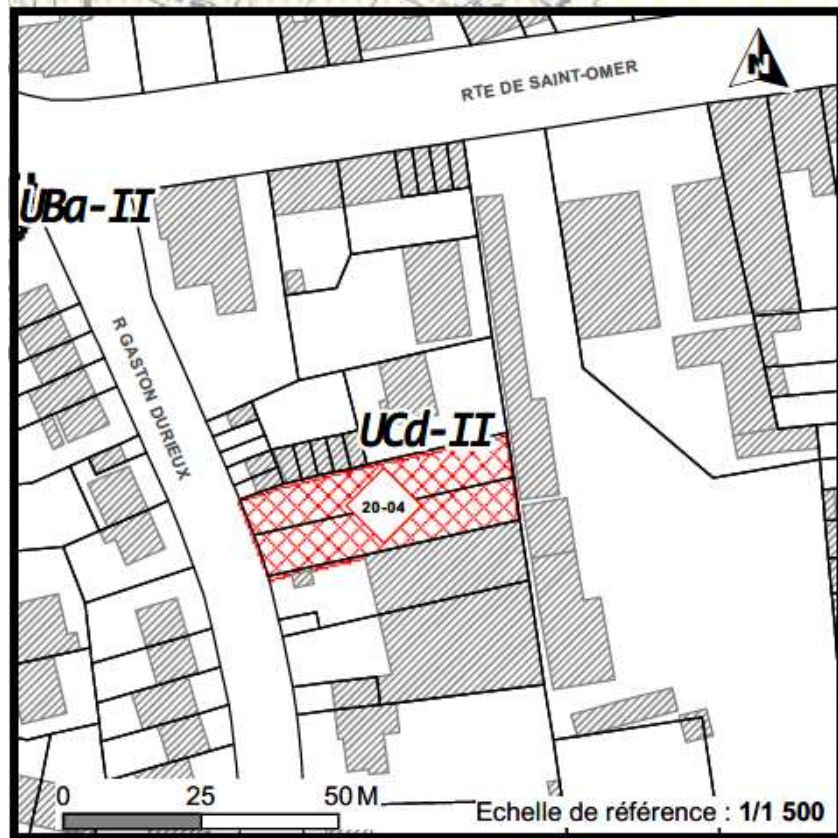 RTE DE SAINT-OMER
N
UBa-II
R GASTON DURIEUX
UCd-II
20-04
0 25 50 M
Echelle de référence : 1/1 500